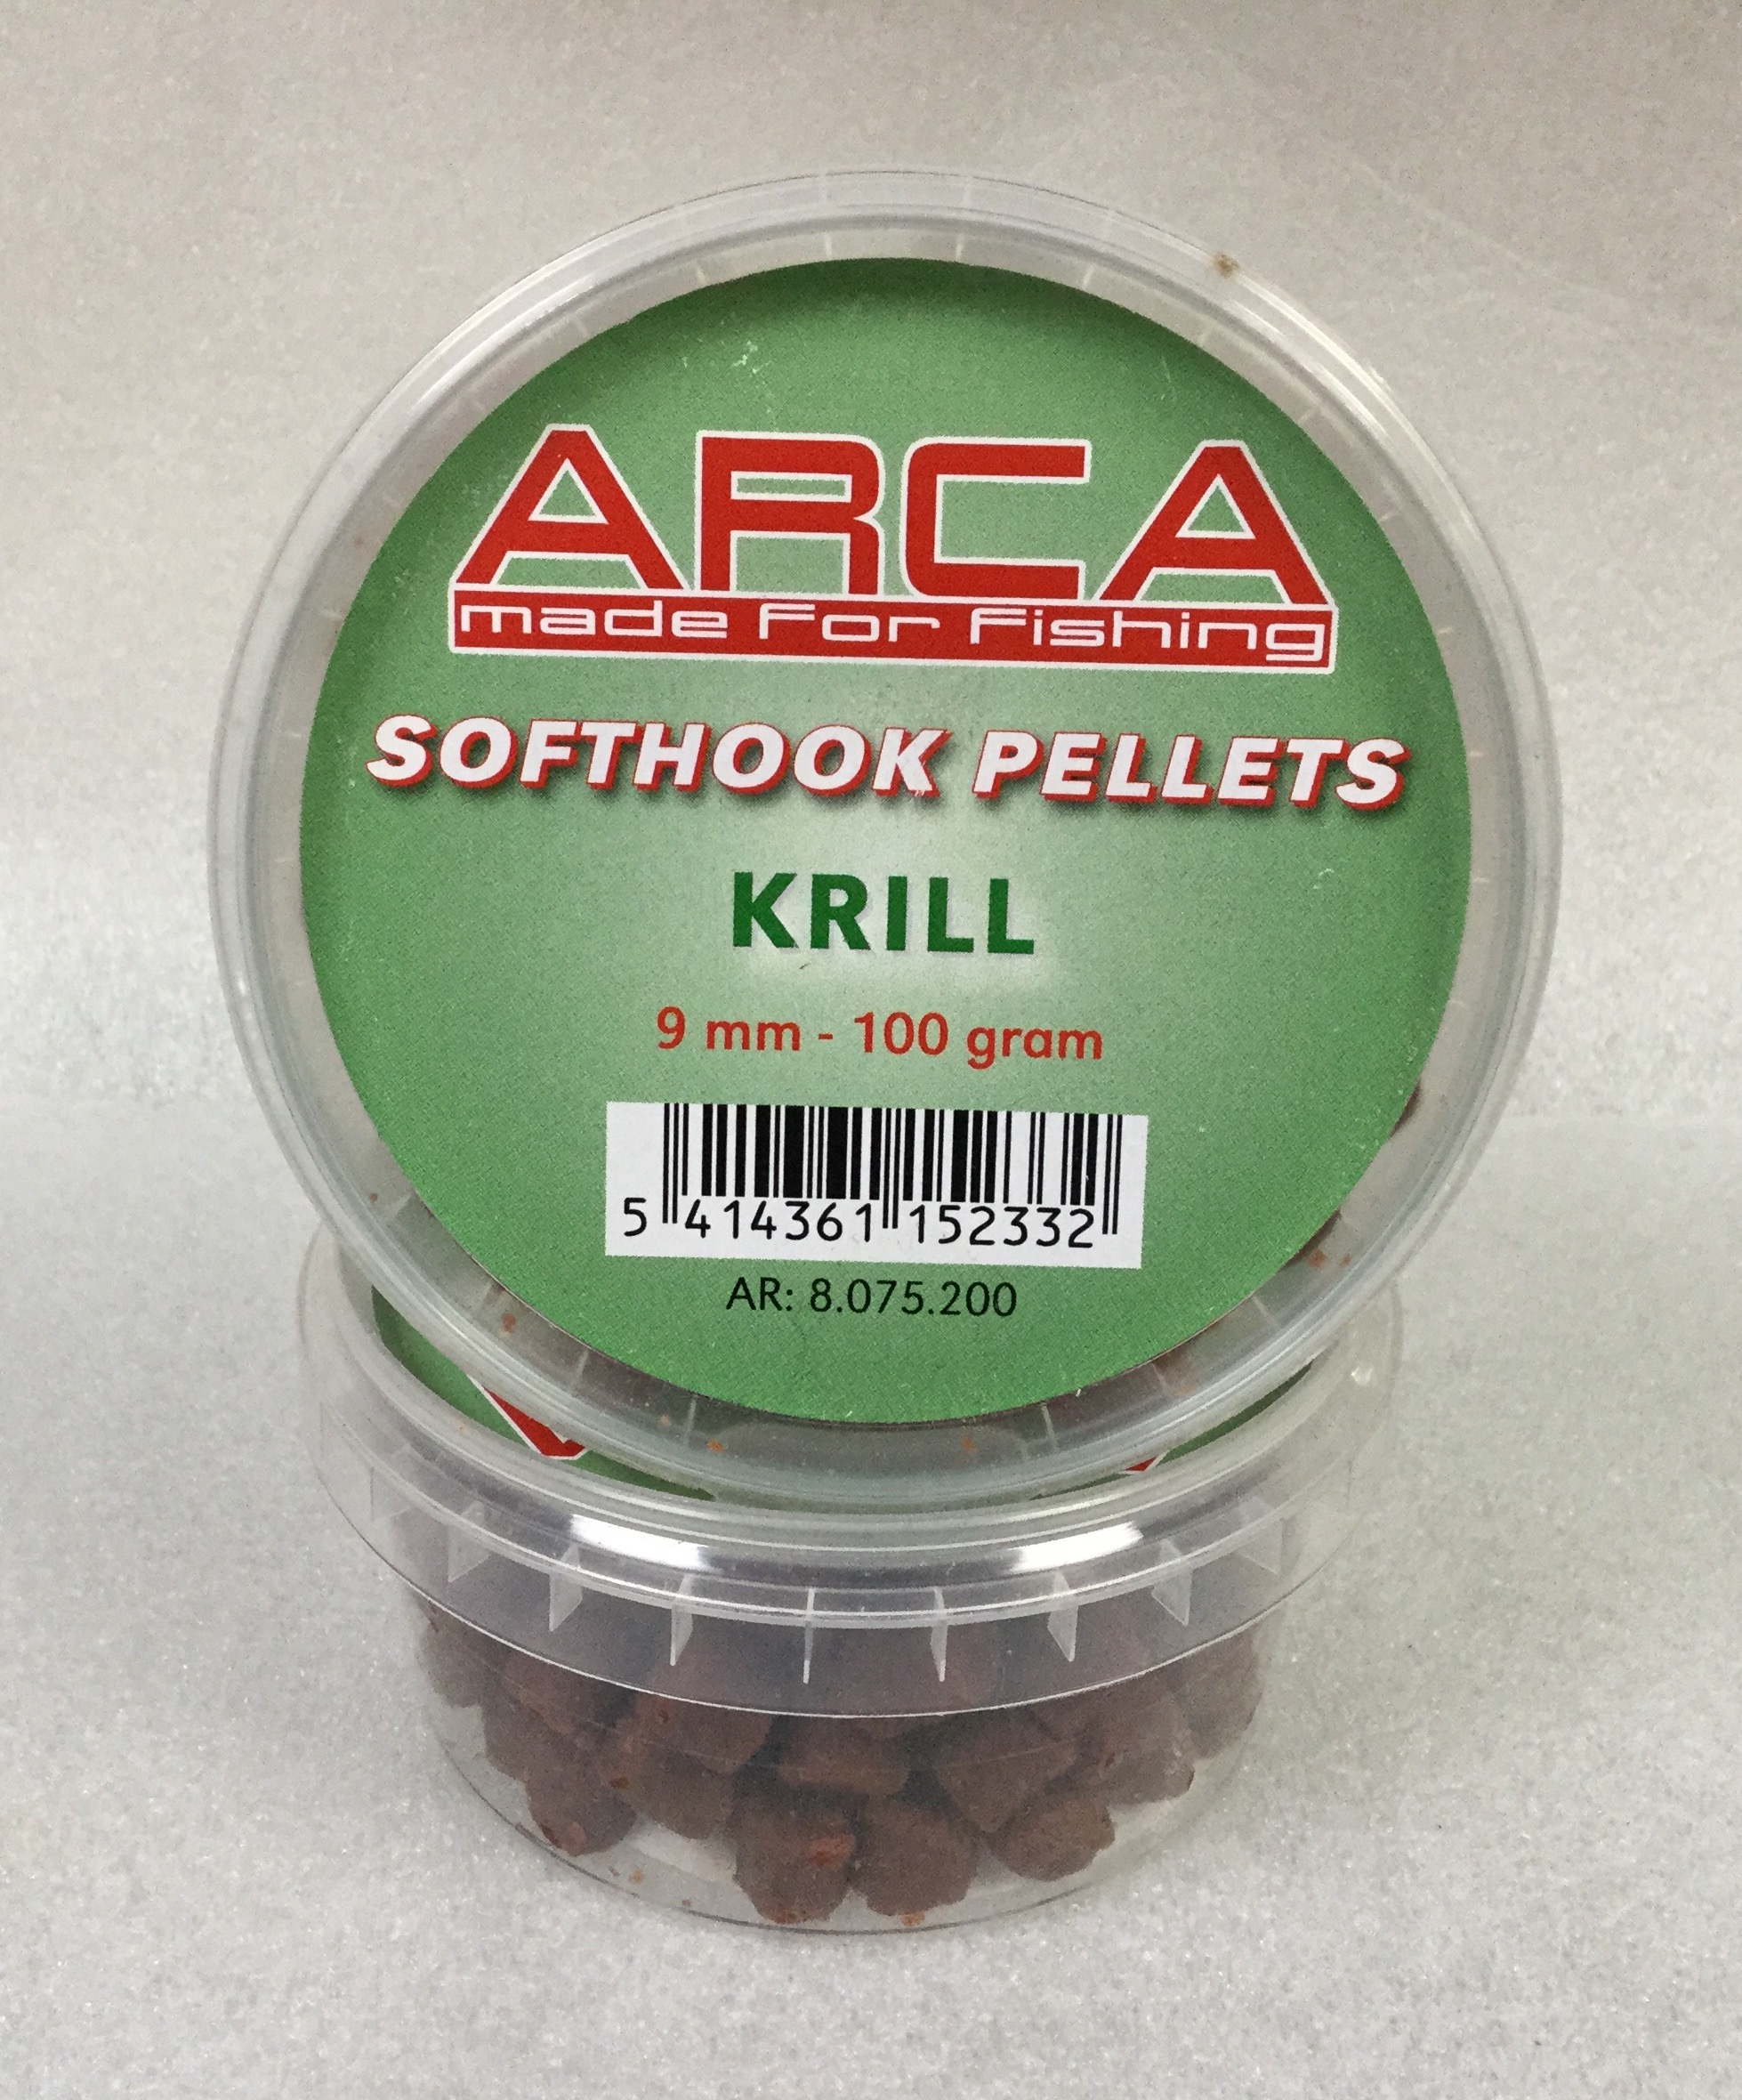 ARCA
made for fishing
SOFTHOOK PELLETS
KRILL
9 mm - 100 gram
5 414361 152332
AR: 8.075.200